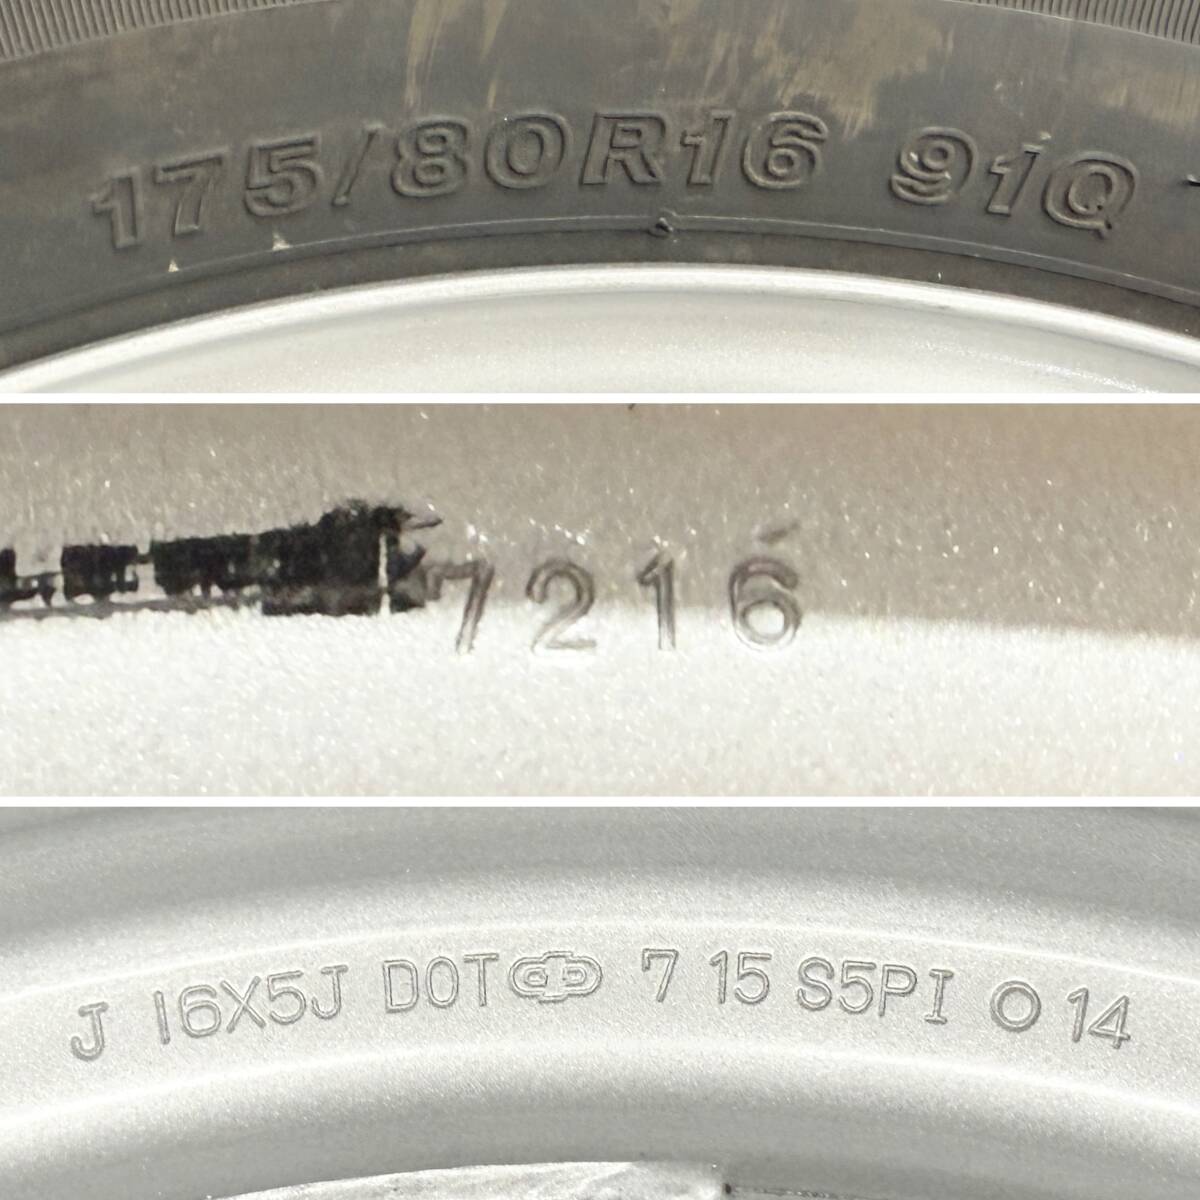 175/80R16 91Q
7216
J 16X5J DOT 7 15 S5PI O 14